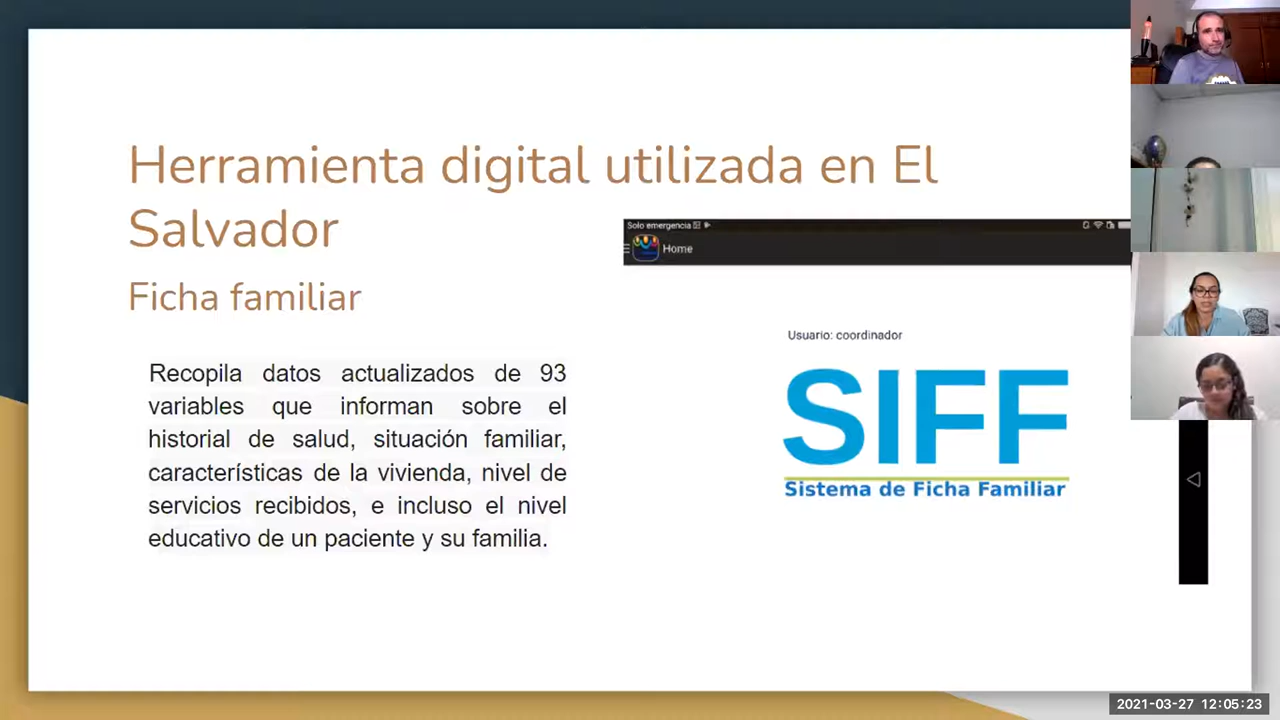 Herramienta digital utilizada en El
Salvador
Ficha familiar
Recopila datos actualizados de 93
variables que informan sobre el
historial de salud, situación familiar,
características de la vivienda, nivel de
servicios recibidos, e incluso el nivel
educativo de un paciente y su familia.
Solo emergencia
Home
Usuario: coordinador
SIFF
Sistema de Ficha Familiar
2021-03-27 12:05:23